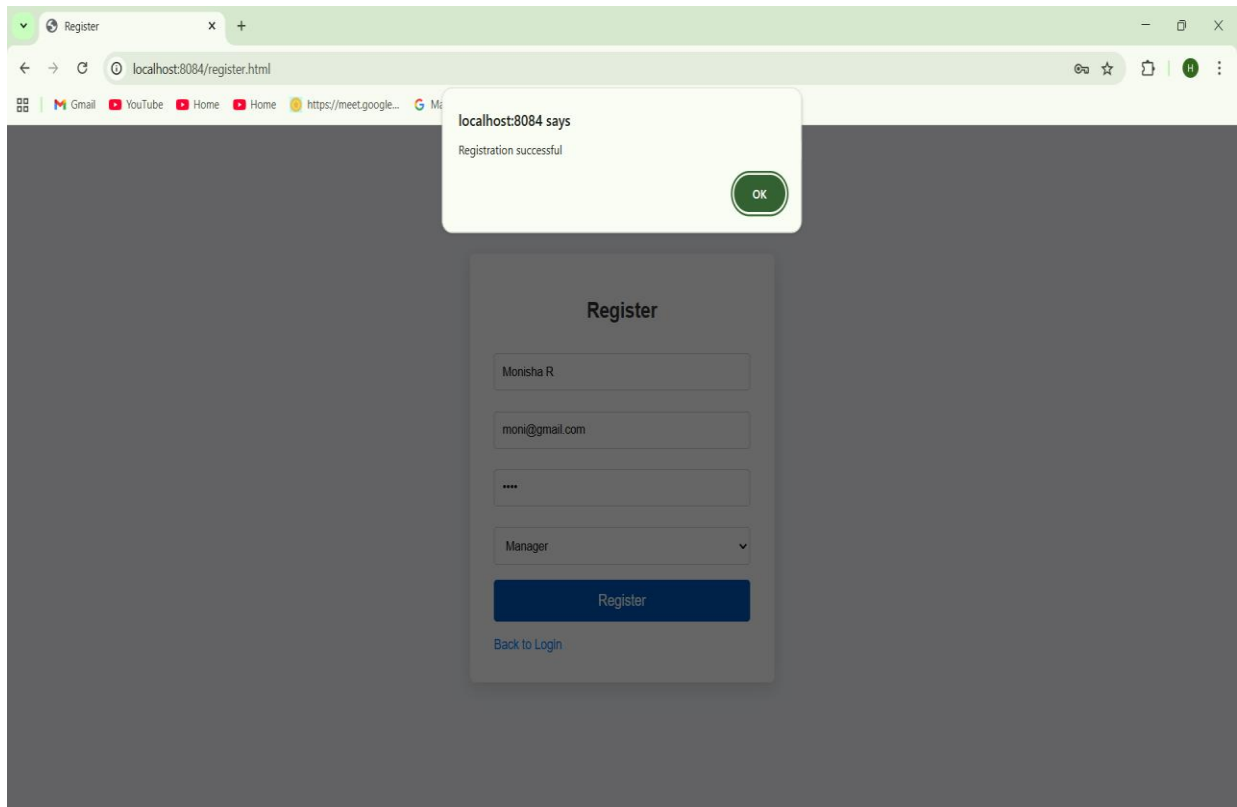 Register
localhost:8084/register.html
H
Gmail YouTube Home Home https://meet.google... Ma
localhost:8084 says
Registration successful
OK
Register
Monisha R
moni@gmail.com
••••
Manager
Register
Back to Login